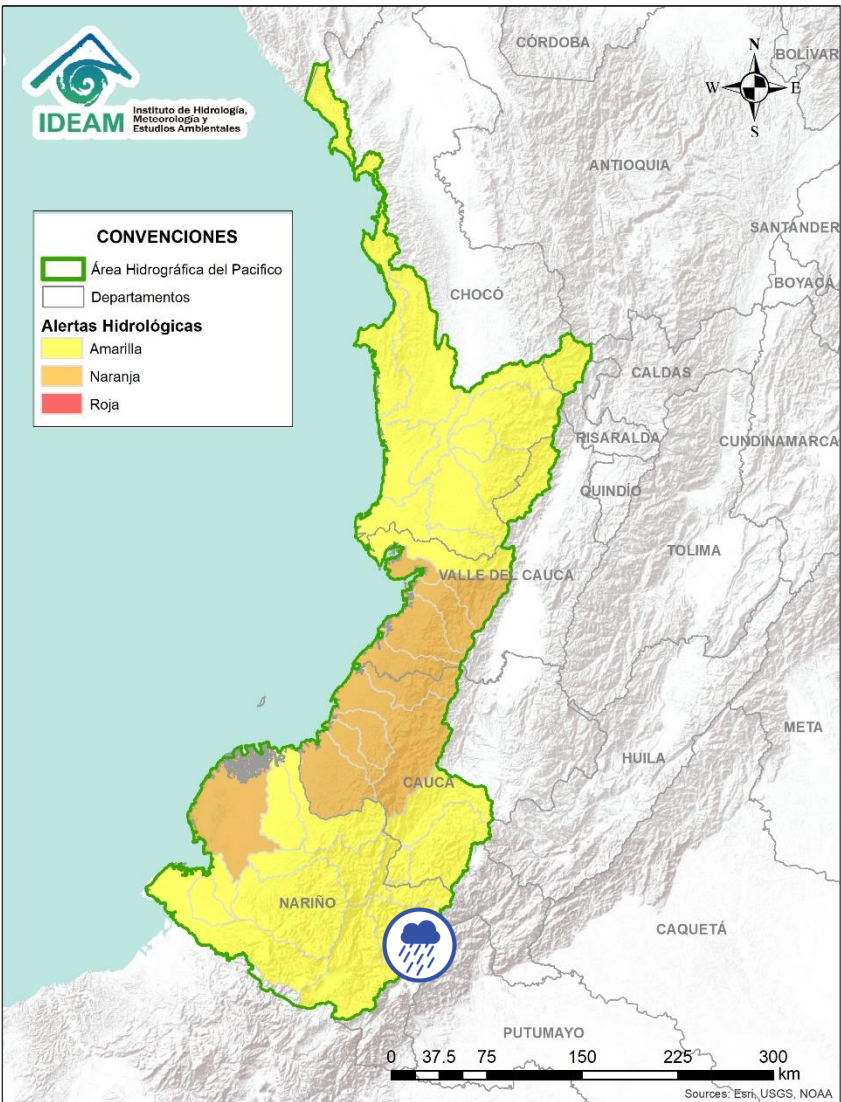 IDEAM
Instituto de Hidrología,
Meteorología y
Estudios Ambientales
N
W
E
S
CÓRDOBA
BOLÍVAR
ANTIOQUIA
SANTANDER
BOYACÁ
CHOCÓ
CONVENCIONES
Área Hidrográfica del Pacifico
Departamentos
Alertas Hidrológicas
Amarilla
Naranja
Roja
CALDAS
RISARALDA
CUNDINAMARCA
QUINDÍO
TOLIMA
VALLE DEL CAUCA
META
HUILA
CAUCA
NARIÑO
CAQUETÁ
PUTUMAYO
0 37.5 75 150 225 300
km
Sources: Esri, USGS, NOAA